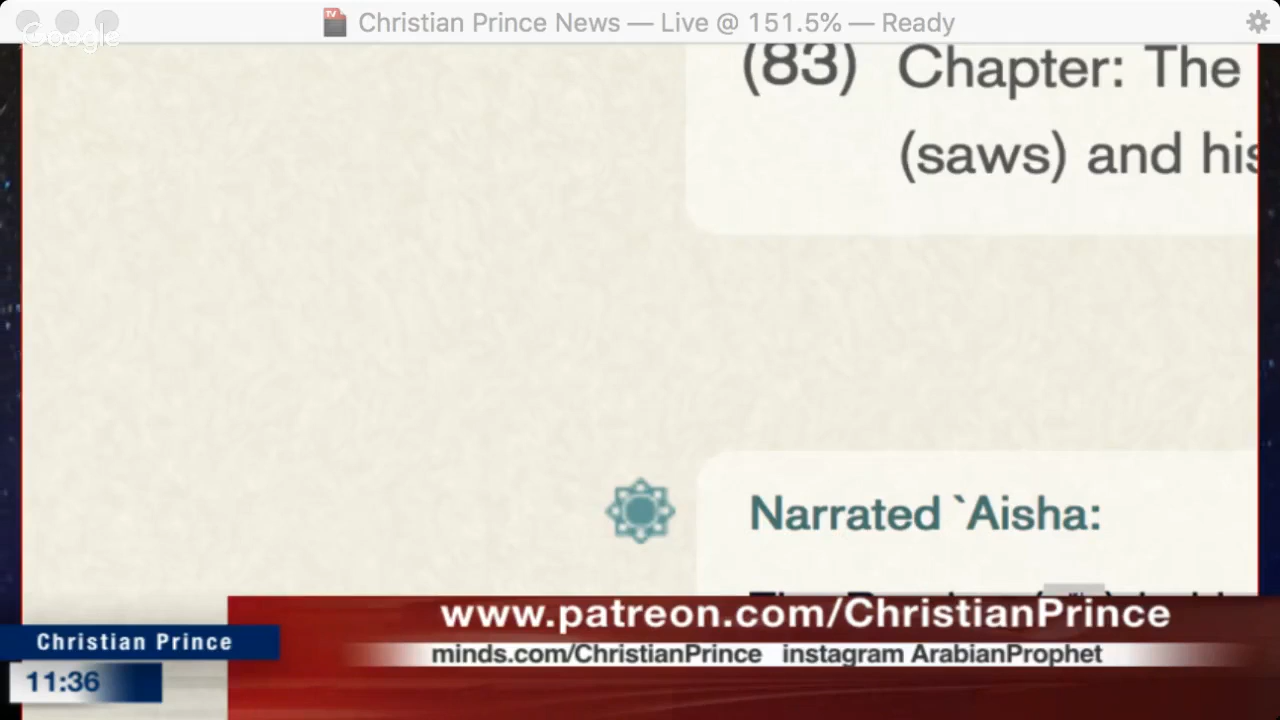 Christian Prince News — Live @ 151.5% — Ready
Google
(83) Chapter: The
(saws) and his
Narrated `Aisha:
www.patreon.com/ChristianPrince
Christian Prince
minds.com/ChristianPrince instagram ArabianProphet
11:36